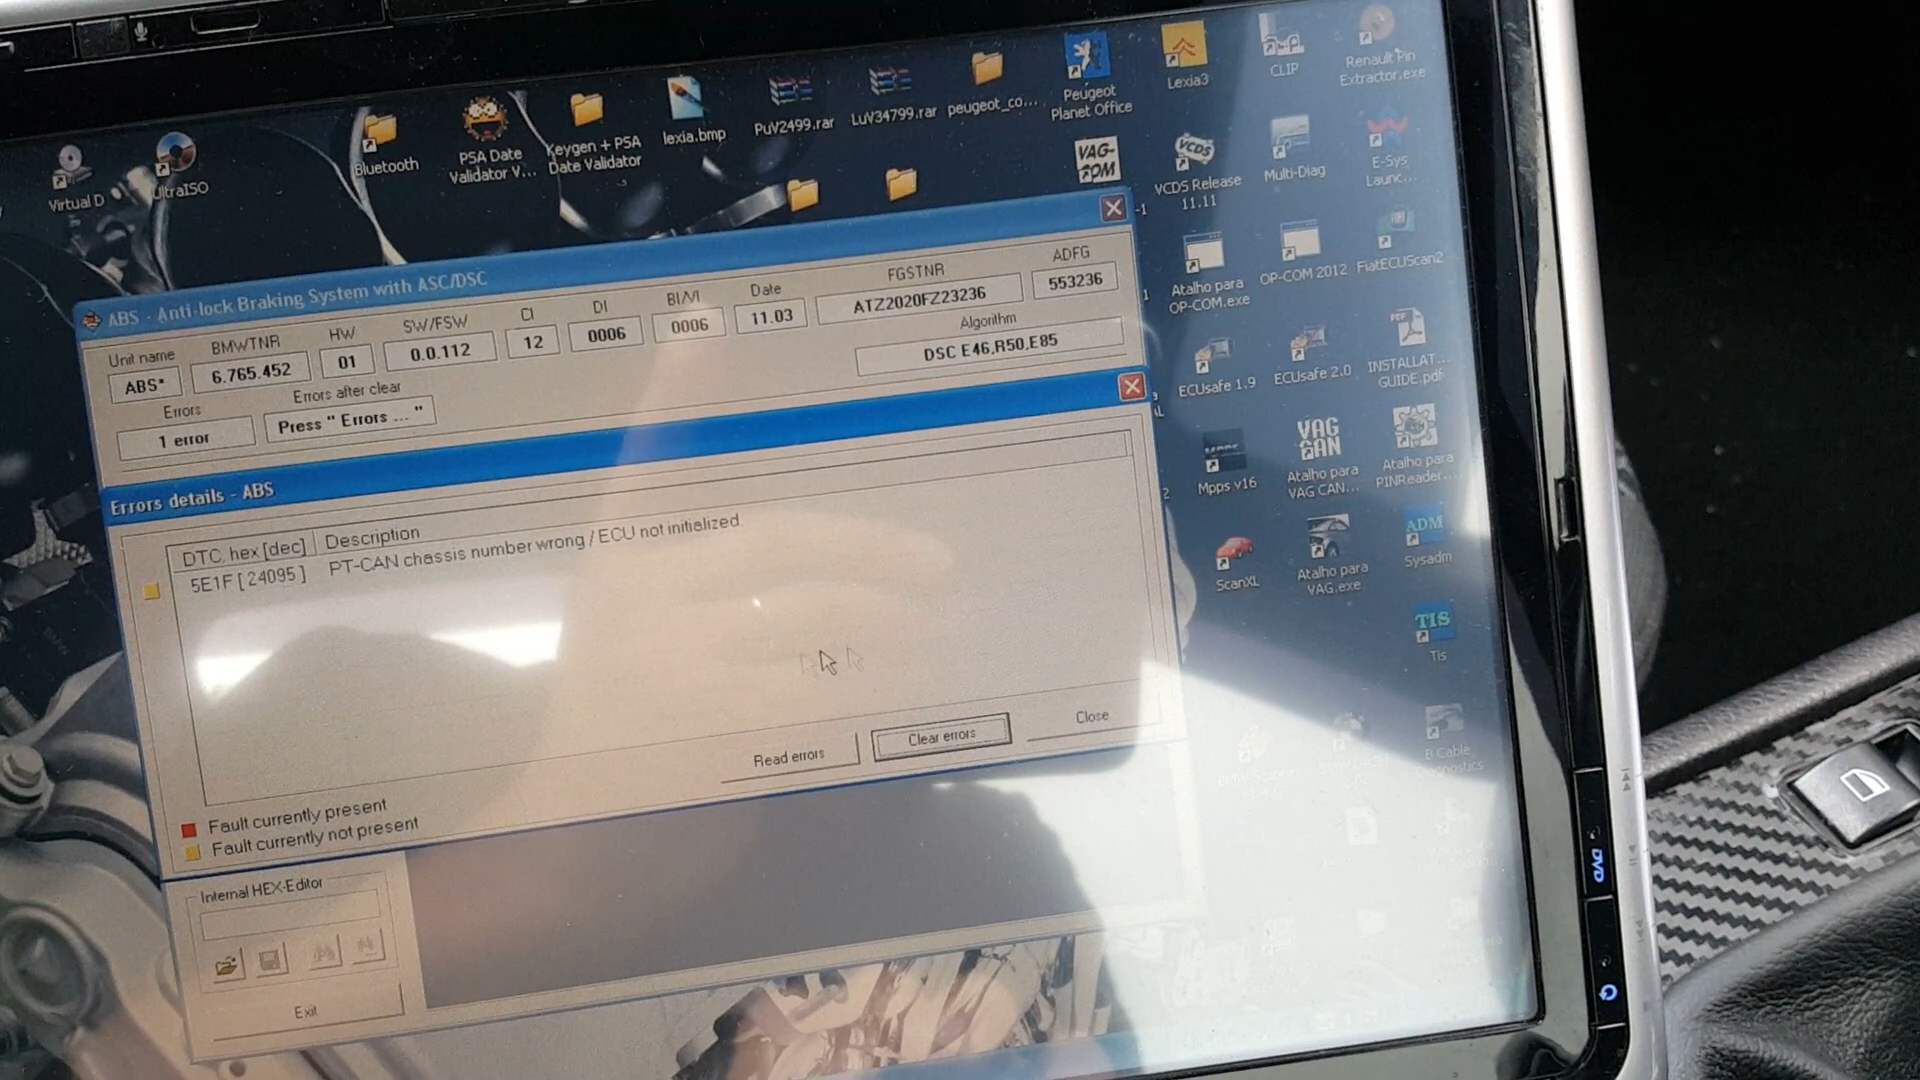 Virtual D
UltraISO
Bluetooth
PSA Date
Validator V...
Keygen + PSA
Date Validator
lexia.bmp
PuV2499.rar
LuV34799.rar
peugeot_co...
Peugeot
Planet Office
Lexia3
CLIP
Renault Pin
Extractor.exe
VAG-
COM
VCDS
VCDS Release
11.11
Multi-Diag
E-Sys
Launc...
Atalho para
OP-COM.exe
OP-COM 2012
FiatECUScan2
ECUsafe 1.9
ECUsafe 2.0
PDF
INSTALLAT...
GUIDE.pdf
Mpps v16
VAG
CAN
Atalho para
VAG CAN...
Atalho para
PINReader...
ScanXL
Atalho para
VAG.exe
ADM
Sysadm
TIS
Tis
B Cable
Diagnostics
ABS - Anti-lock Braking System with ASC/DSC
Unit name
BMWTNR
HW
SW/FSW
CI
DI
BI/VI
Date
FGSTNR
ADFG
ABS*
6.765.452
01
0.0.112
12
0006
0006
11.03
ATZ2020FZ23236
553236
Errors
Errors after clear
Algorithm
1 error
Press " Errors ... "
DSC E46,R50,E85
Errors details - ABS
DTC, hex [dec]
Description
5E1F [ 24095 ]
PT-CAN chassis number wrong / ECU not initialized.
Read errors
Clear errors
Close
Fault currently present
Fault currently not present
Internal HEX-Editor
Exit
DVD